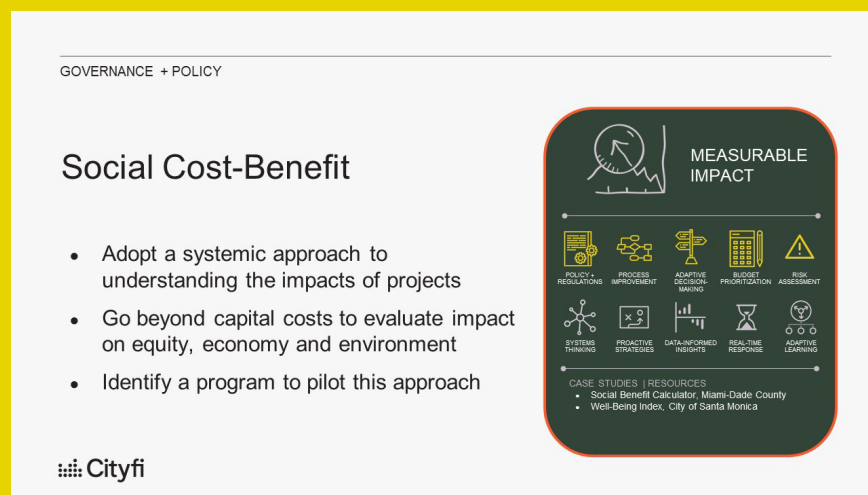 GOVERNANCE + POLICY
Social Cost-Benefit
• Adopt a systemic approach to
understanding the impacts of projects
• Go beyond capital costs to evaluate impact
on equity, economy and environment
• Identify a program to pilot this approach
Cityfi
MEASURABLE
IMPACT
POLICY +
REGULATIONS
PROCESS
IMPROVEMENT
ADAPTIVE
DECISION-
MAKING
BUDGET
PRIORITIZATION
RISK
ASSESSMENT
SYSTEMS
THINKING
PROACTIVE
STRATEGIES
DATA-INFORMED
INSIGHTS
REAL-TIME
RESPONSE
ADAPTIVE
LEARNING
CASE STUDIES | RESOURCES
• Social Benefit Calculator, Miami-Dade County
• Well-Being Index, City of Santa Monica